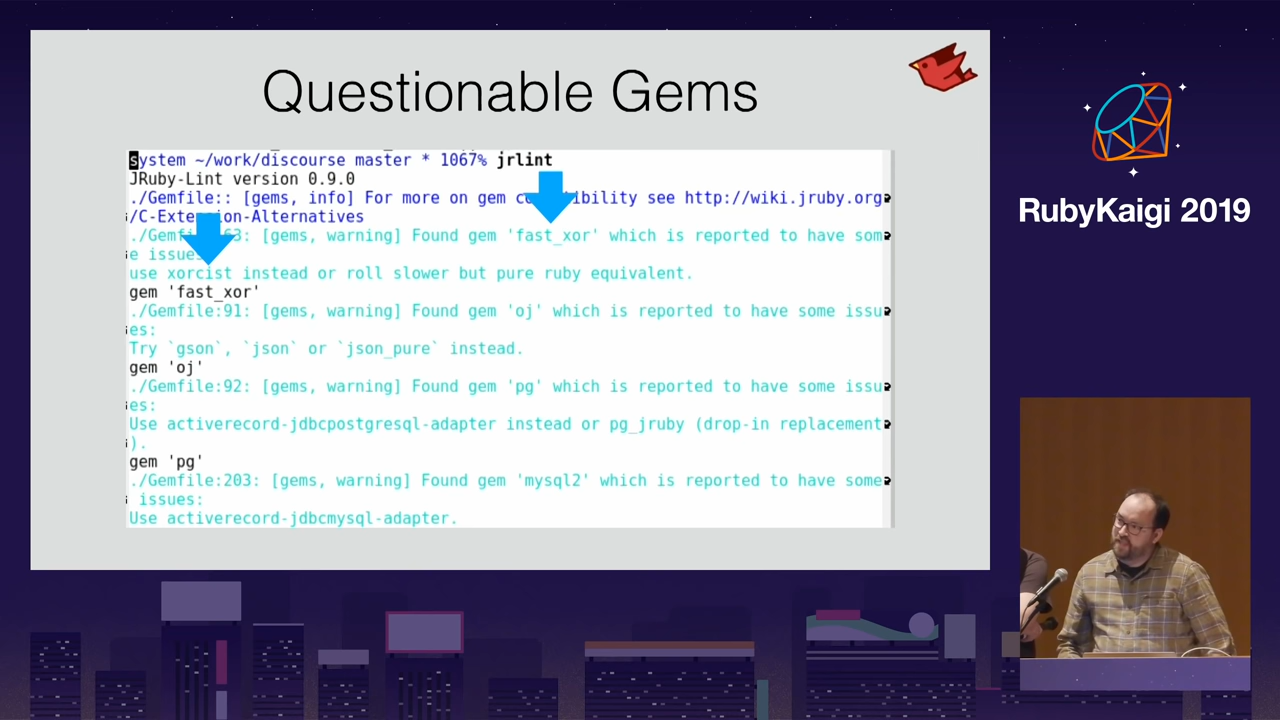 Questionable Gems
system ~/work/discourse master * 1067% jrlint
JRuby-Lint version 0.9.0
./Gemfile:: [gems, info] For more on gem co tibility see http://wiki.jruby.org
/C-Extension-Alternatives
./Gemfi 63: [gems, warning] Found gem 'fast_xor' which is reported to have som
e issues
use xorcist instead or roll slower but pure ruby equivalent.
gem 'fast_xor'
./Gemfile:91: [gems, warning] Found gem 'oj' which is reported to have some issu
es:
Try `gson`, `json` or `json_pure` instead.
gem 'oj'
./Gemfile:92: [gems, warning] Found gem 'pg' which is reported to have some issu
es:
Use activerecord-jdbcpostgresql-adapter instead or pg_jruby (drop-in replacement
).
gem 'pg'
./Gemfile:203: [gems, warning] Found gem 'mysql2' which is reported to have some
issues:
Use activerecord-jdbcmysql-adapter.
RubyKaigi 2019